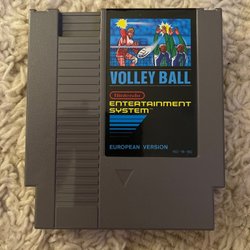 VOLLEY BALL
Nintendo
ENTERTAINMENT
SYSTEM
EUROPEAN VERSION